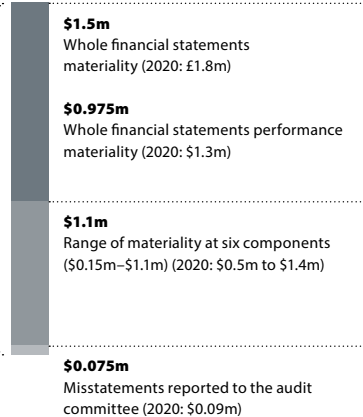 $1.5m
Whole financial statements
materiality (2020: £1.8m)
$0.975m
Whole financial statements performance
materiality (2020: $1.3m)
$1.1m
Range of materiality at six components
($0.15m–$1.1m) (2020: $0.5m to $1.4m)
$0.075m
Misstatements reported to the audit
committee (2020: $0.09m)